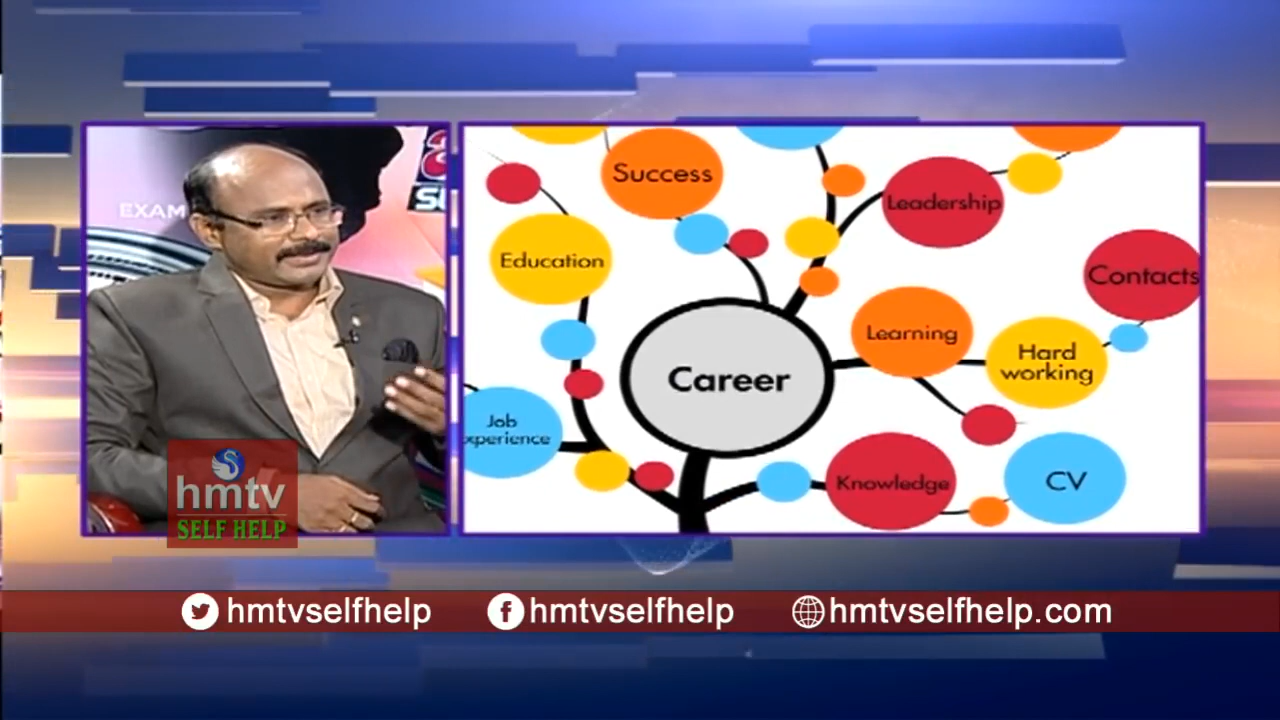 EXAM
Success
Leadership
Education
Contacts
Learning
Hard
working
Career
Job
xperience
Knowledge
CV
hmtv
SELF HELP
hmtvselfhelp
hmtvselfhelp
hmtvselfhelp.com